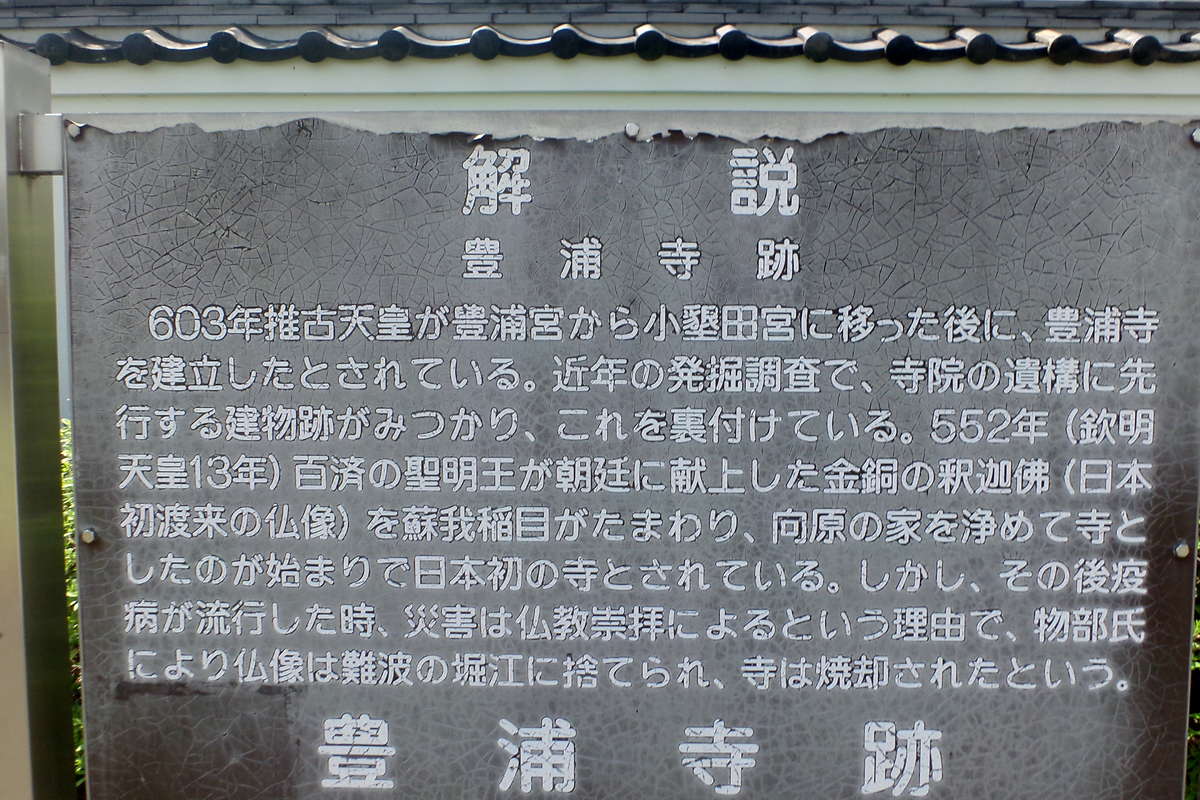 解説
豊浦寺跡
603年推古天皇が豊浦宮から小墾田宮に移った後に、豊浦寺
を建立したとされている。近年の発掘調査で、寺院の遺構に先
行する建物跡がみつかり、これを裏付けている。552年（欽明
天皇13年）百済の聖明王が朝廷に献上した金銅の釈迦佛（日本
初渡来の仏像）を蘇我稲目がたまわり、向原の家を浄めて寺と
したのが始まりで日本初の寺とされている。しかし、その後疫
病が流行した時、災害は仏教崇拝によるという理由で、物部氏
により仏像は難波の堀江に捨てられ、寺は焼却されたという。
豊浦寺跡